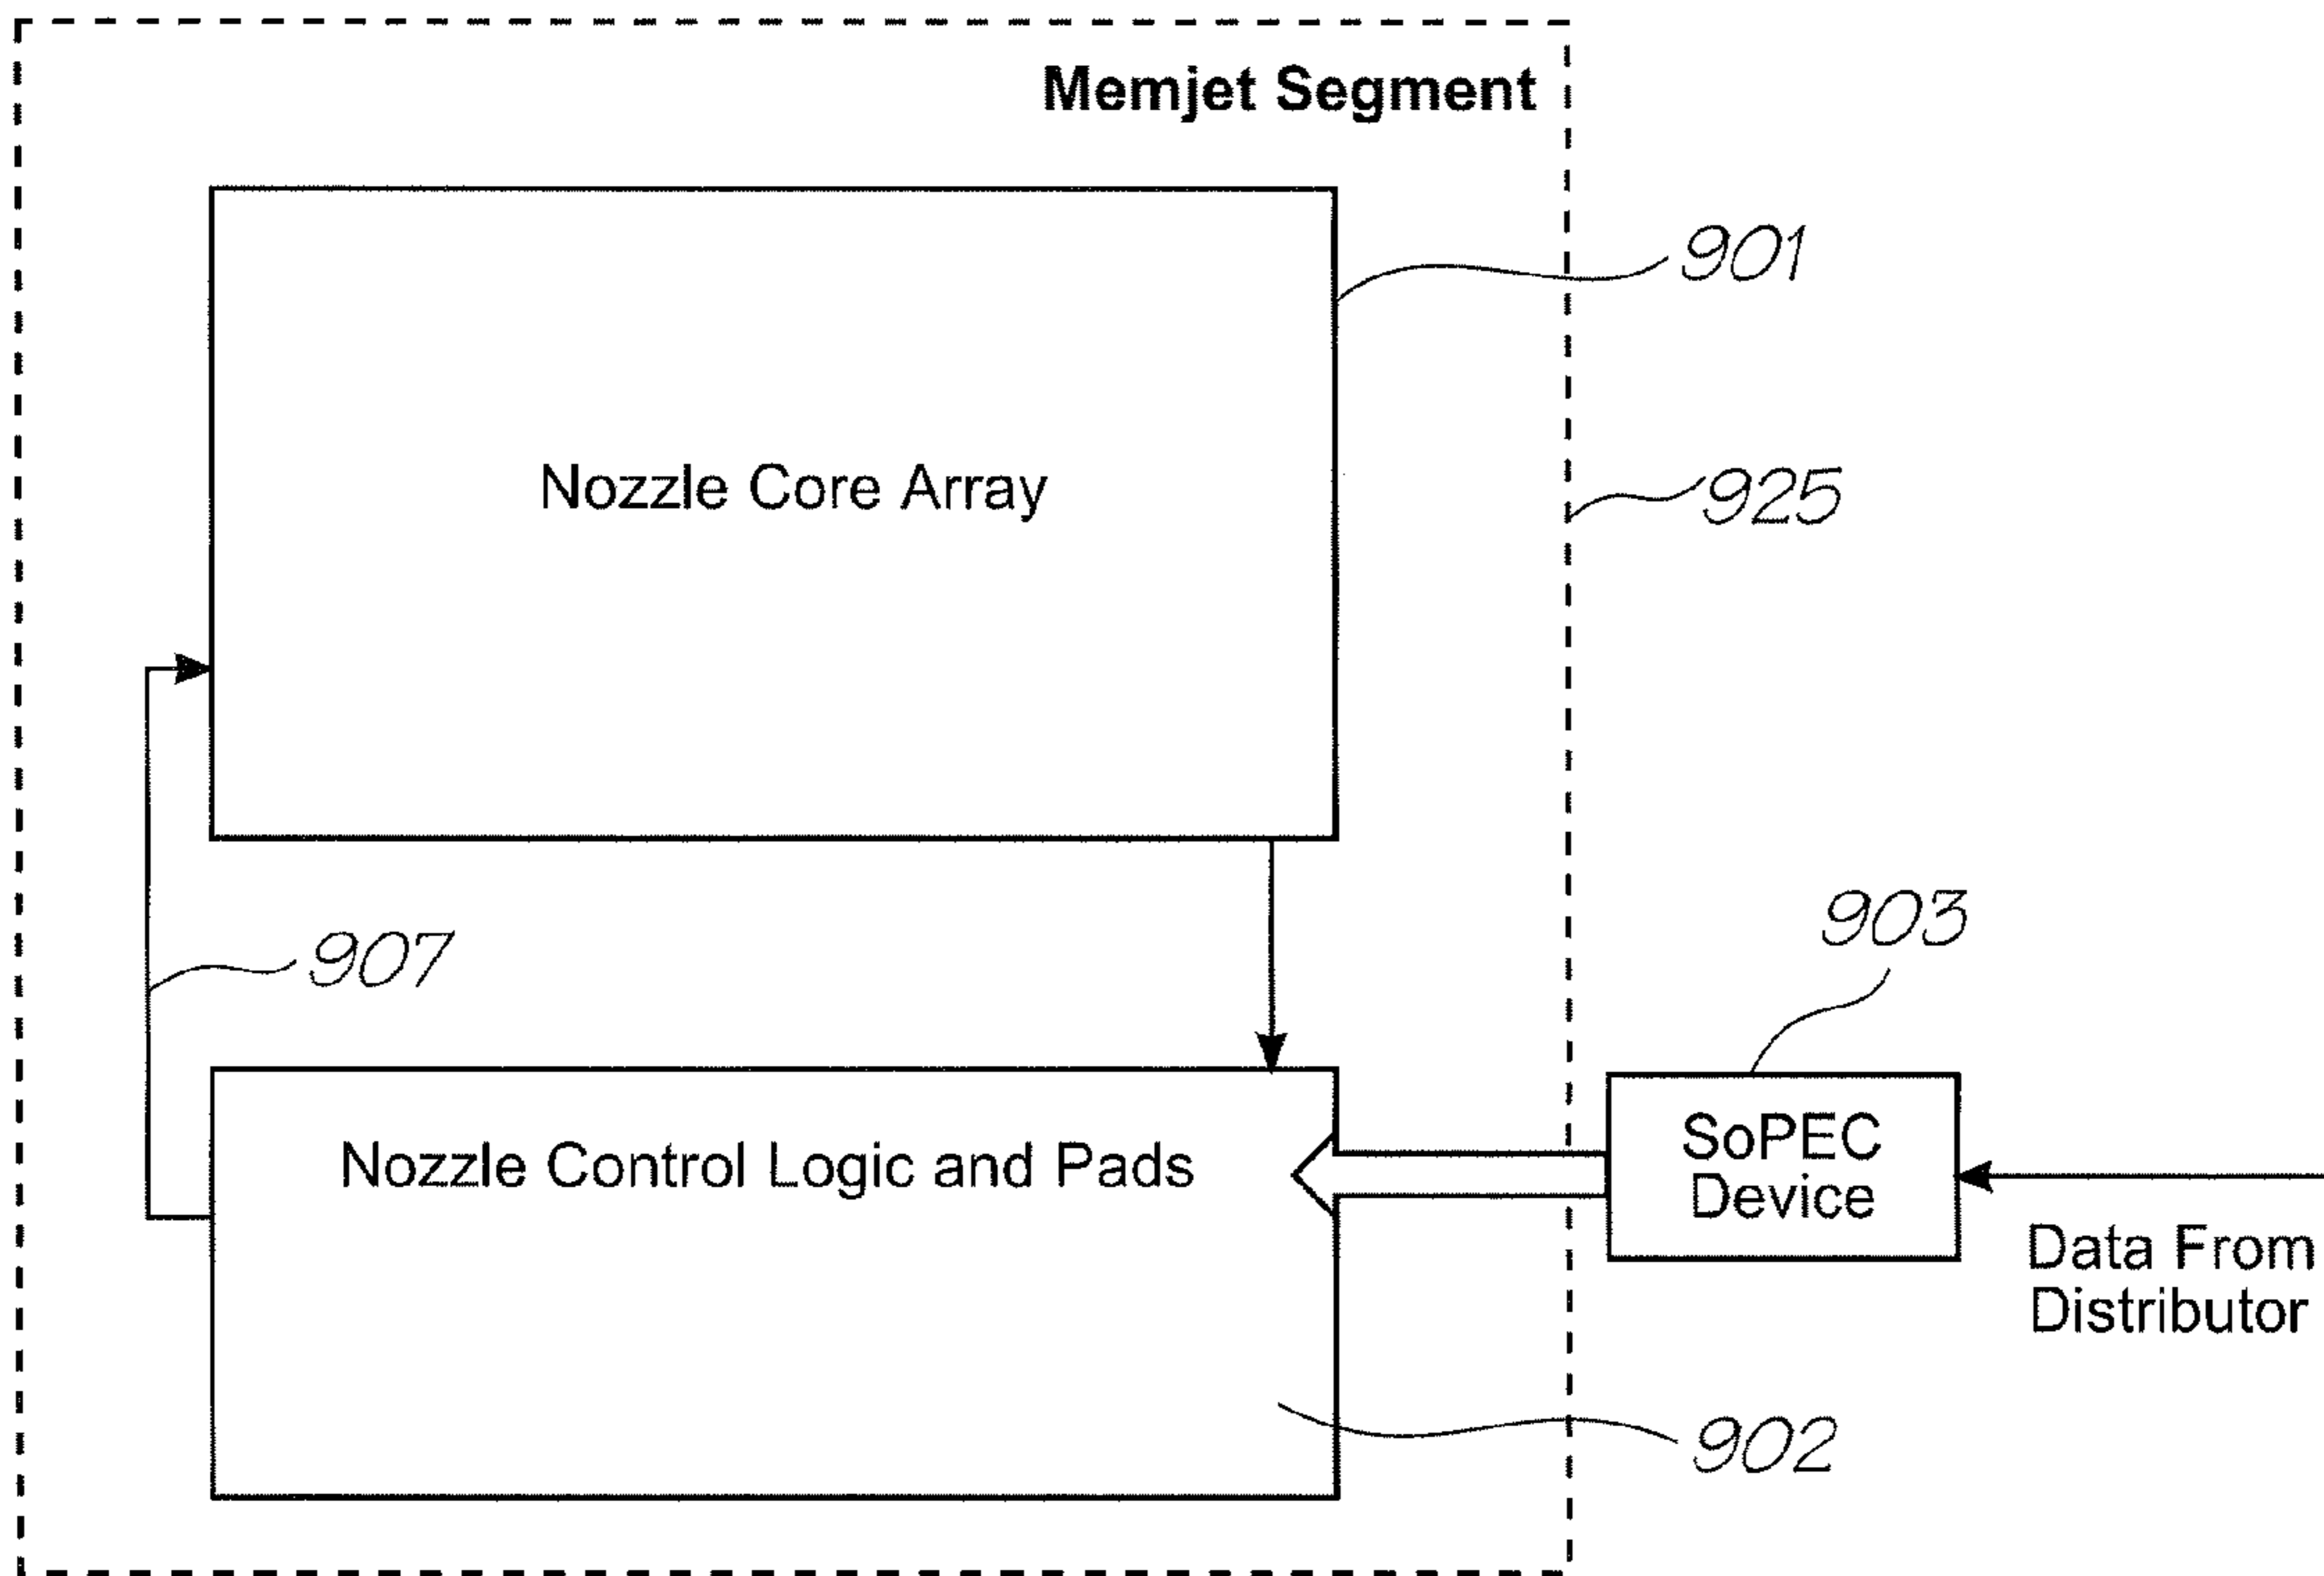 Memjet Segment
901
Nozzle Core Array
925
903
907
SoPEC
Device
Nozzle Control Logic and Pads
Data From
Distributor
902